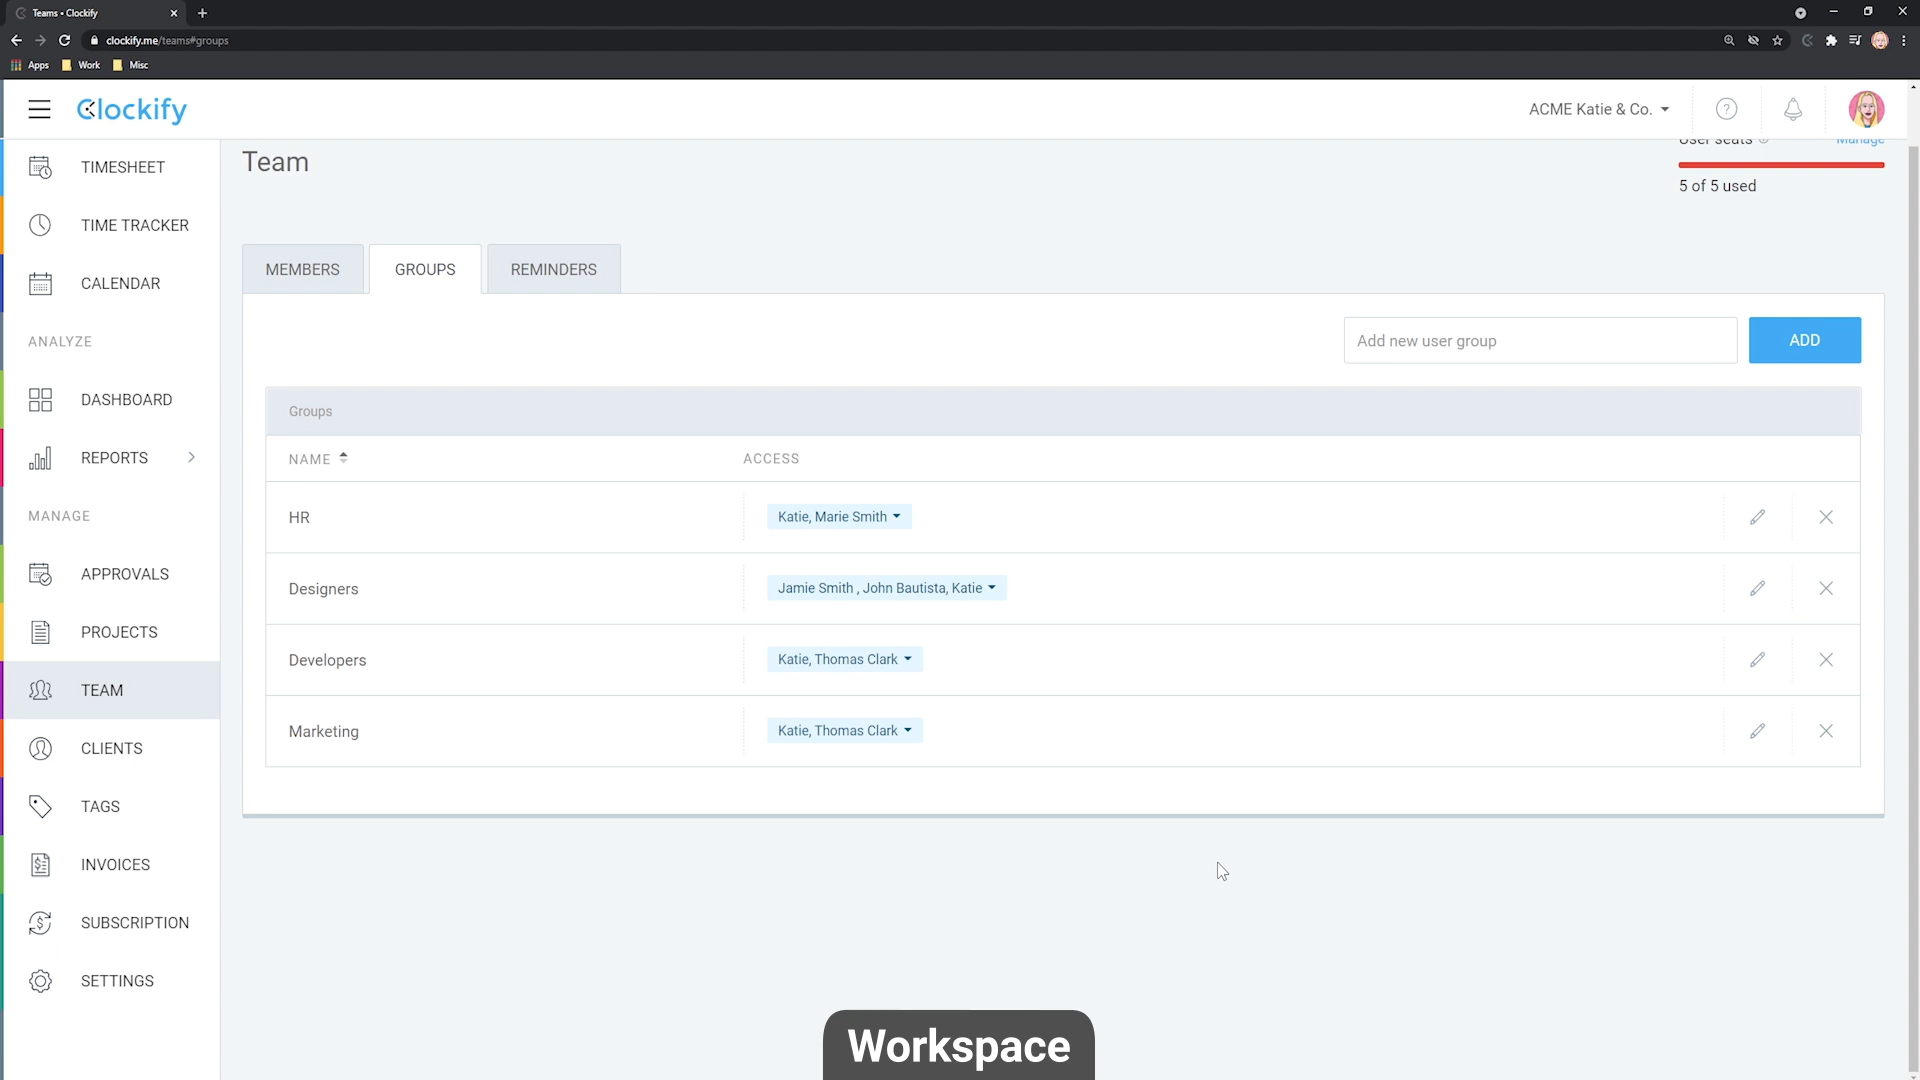 Teams - Clockify
clockify.me/teams#groups
Apps
Work
Misc
Clockify
ACME Katie & Co.
TIMESHEET
TIME TRACKER
CALENDAR
ANALYZE
DASHBOARD
REPORTS
MANAGE
APPROVALS
PROJECTS
TEAM
CLIENTS
TAGS
INVOICES
SUBSCRIPTION
SETTINGS
Team
User seats
Manage
5 of 5 used
MEMBERS
GROUPS
REMINDERS
Add new user group
ADD
Groups
NAME
ACCESS
HR
Katie, Marie Smith
Designers
Jamie Smith , John Bautista, Katie
Developers
Katie, Thomas Clark
Marketing
Katie, Thomas Clark
Workspace